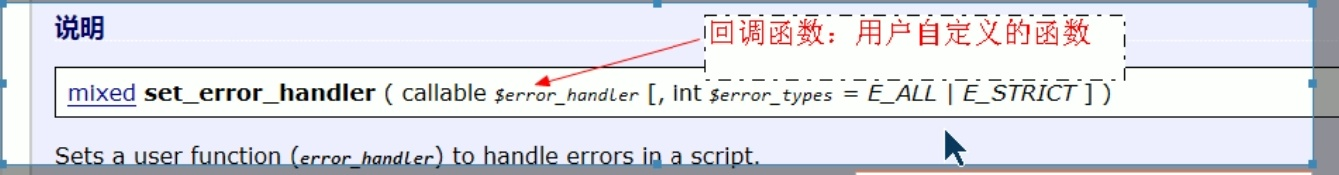 说明
回调函数：用户自定义的函数
mixed set_error_handler ( callable $error_handler [, int $error_types = E_ALL | E_STRICT ] )
Sets a user function (error_handler) to handle errors in a script.